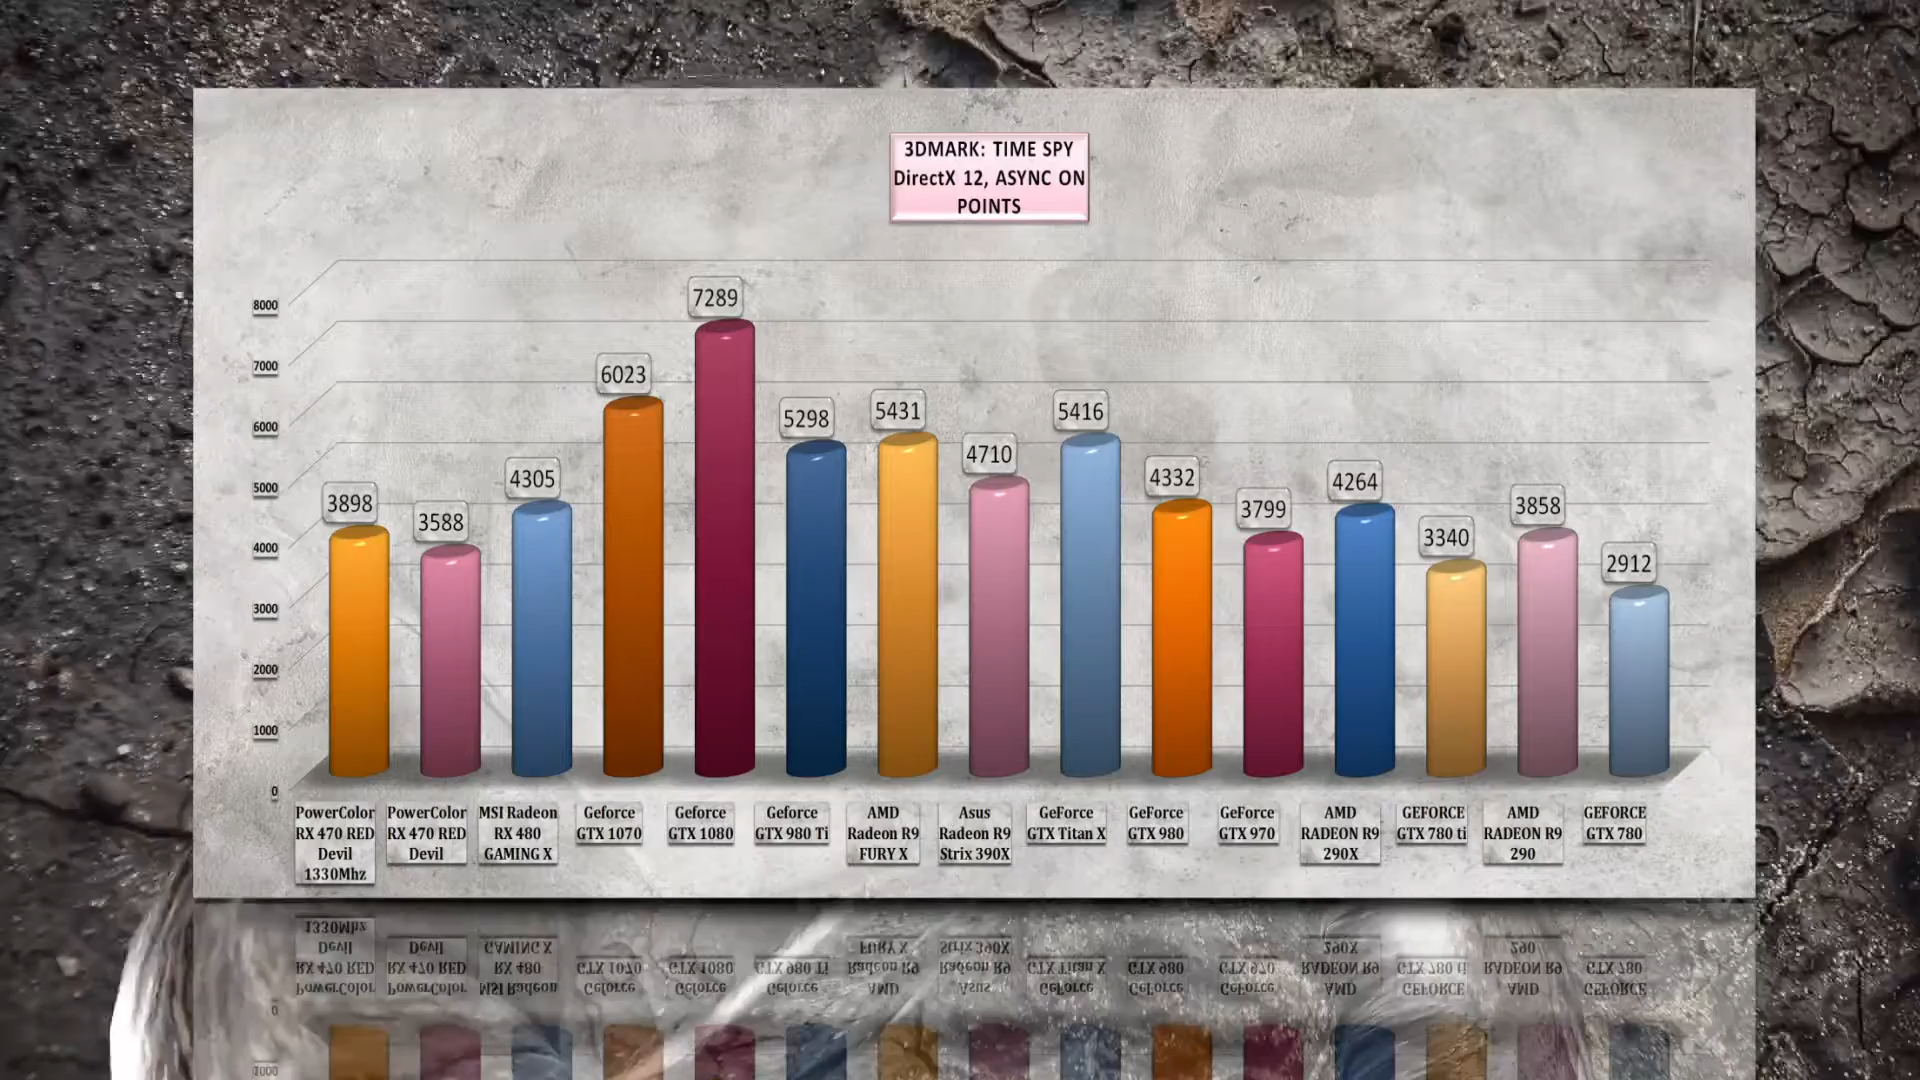 3DMARK: TIME SPY
DirectX 12, ASYNC ON
POINTS
8000
7000
6000
5000
4000
3000
2000
1000
0
3898
3588
4305
6023
7289
5298
5431
4710
5416
4332
3799
4264
3340
3858
2912
PowerColor
RX 470 RED
Devil
1330Mhz
PowerColor
RX 470 RED
Devil
MSI Radeon
RX 480
GAMING X
Geforce
GTX 1070
Geforce
GTX 1080
Geforce
GTX 980 Ti
AMD
Radeon R9
FURY X
Asus
Radeon R9
Strix 390X
GeForce
GTX Titan X
GeForce
GTX 980
GeForce
GTX 970
AMD
RADEON R9
290X
GEFORCE
GTX 780 ti
AMD
RADEON R9
290
GEFORCE
GTX 780